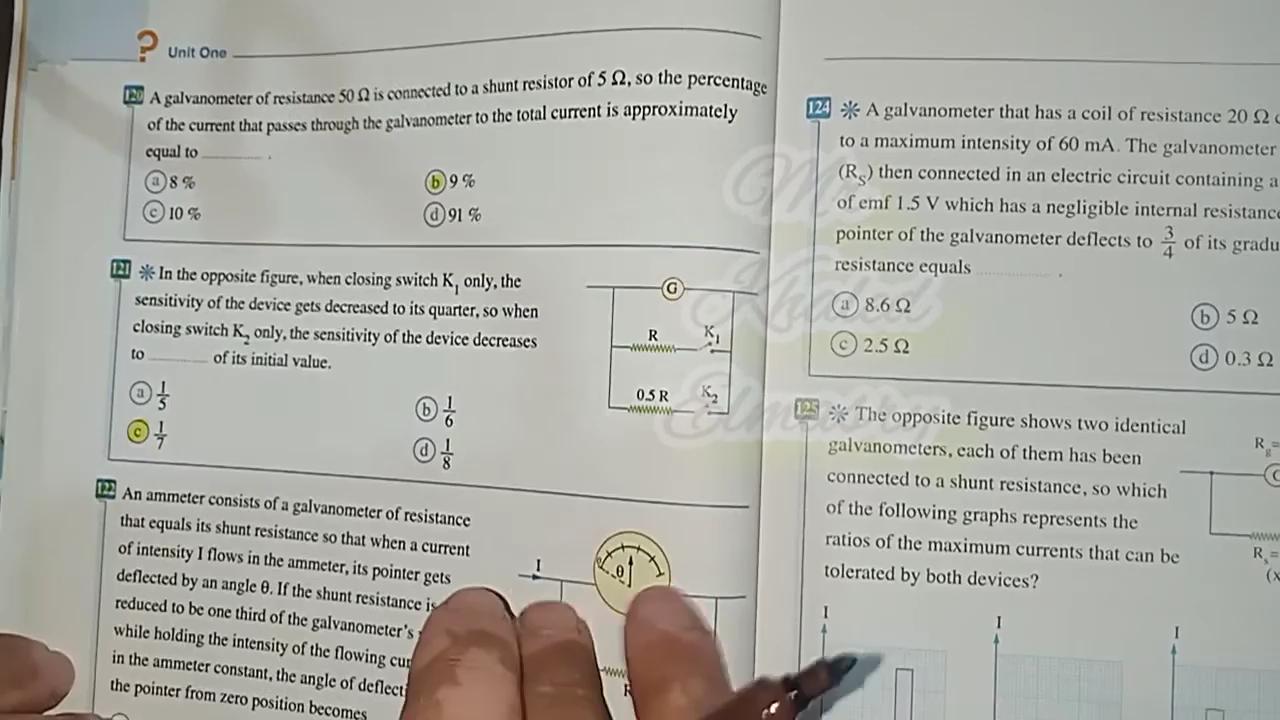 ? Unit One
120 A galvanometer of resistance 50 Ω is connected to a shunt resistor of 5 Ω, so the percentage
of the current that passes through the galvanometer to the total current is approximately
equal to ............ .
a 8 %
b 9 %
c 10 %
d 91 %
121 * In the opposite figure, when closing switch K1 only, the
sensitivity of the device gets decreased to its quarter, so when
closing switch K2 only, the sensitivity of the device decreases
to ............ of its initial value.
a 1/5
b 1/6
c 1/7
d 1/8
G
R K1
0.5 R K2
122 An ammeter consists of a galvanometer of resistance
that equals its shunt resistance so that when a current
of intensity I flows in the ammeter, its pointer gets
deflected by an angle θ. If the shunt resistance is
reduced to be one third of the galvanometer's
while holding the intensity of the flowing
in the ammeter constant, the angle of
the pointer from zero position becomes
I
θ
124 * A galvanometer that has a coil of resistance 20 Ω
to a maximum intensity of 60 mA. The galvanometer
(RS) then connected in an electric circuit containing a
of emf 1.5 V which has a negligible internal resistance
pointer of the galvanometer deflects to 3/4 of its
resistance equals ............ .
a 8.6 Ω
b 5 Ω
c 2.5 Ω
d 0.3 Ω
125 * The opposite figure shows two identical
galvanometers, each of them has been
connected to a shunt resistance, so which
of the following graphs represents the
ratios of the maximum currents that can be
tolerated by both devices?
Rg=
Rs=
I
I
I
Mr
Khaled
Elmasry